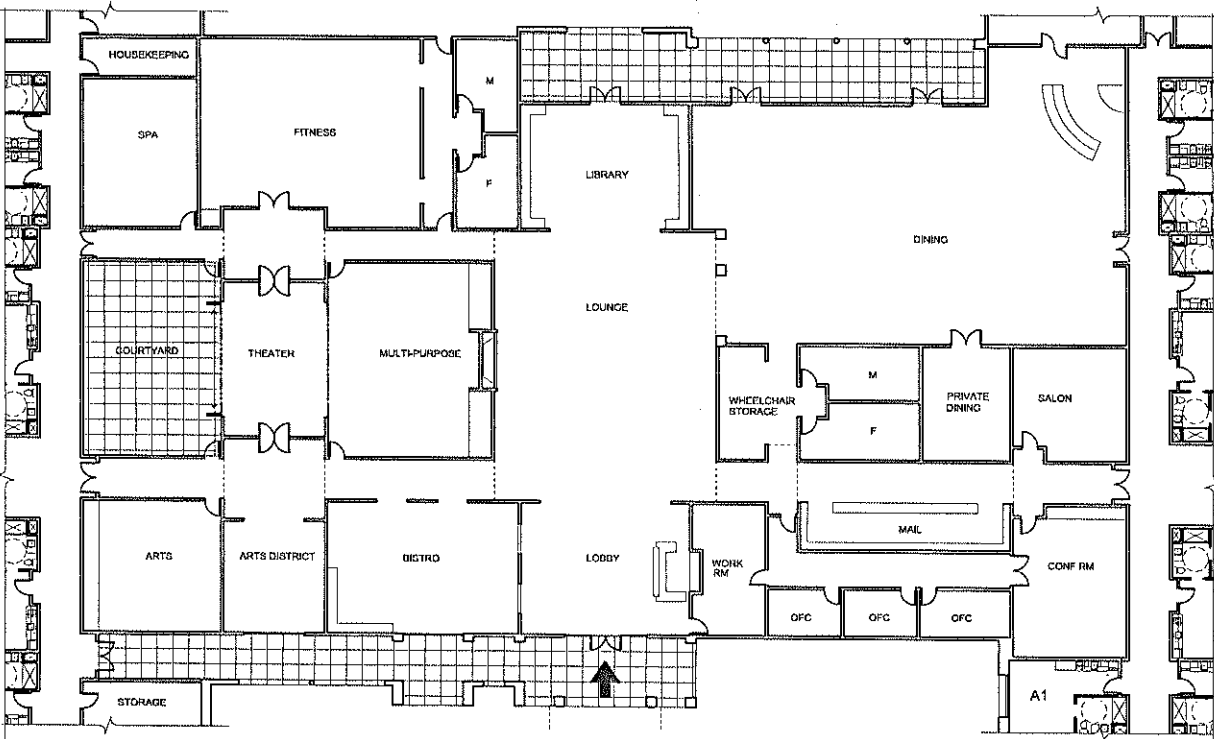 HOUSEKEEPING
M
SPA
FITNESS
LIBRARY
F
DINING
LOUNGE
COURTYARD
THEATER
MULTI-PURPOSE
M
WHEELCHAIR
STORAGE
PRIVATE
DINING
SALON
F
MAIL
ARTS
ARTS DISTRICT
BISTRO
LOBBY
WORK
RM
CONF RM
OFC
OFC
OFC
A1
STORAGE